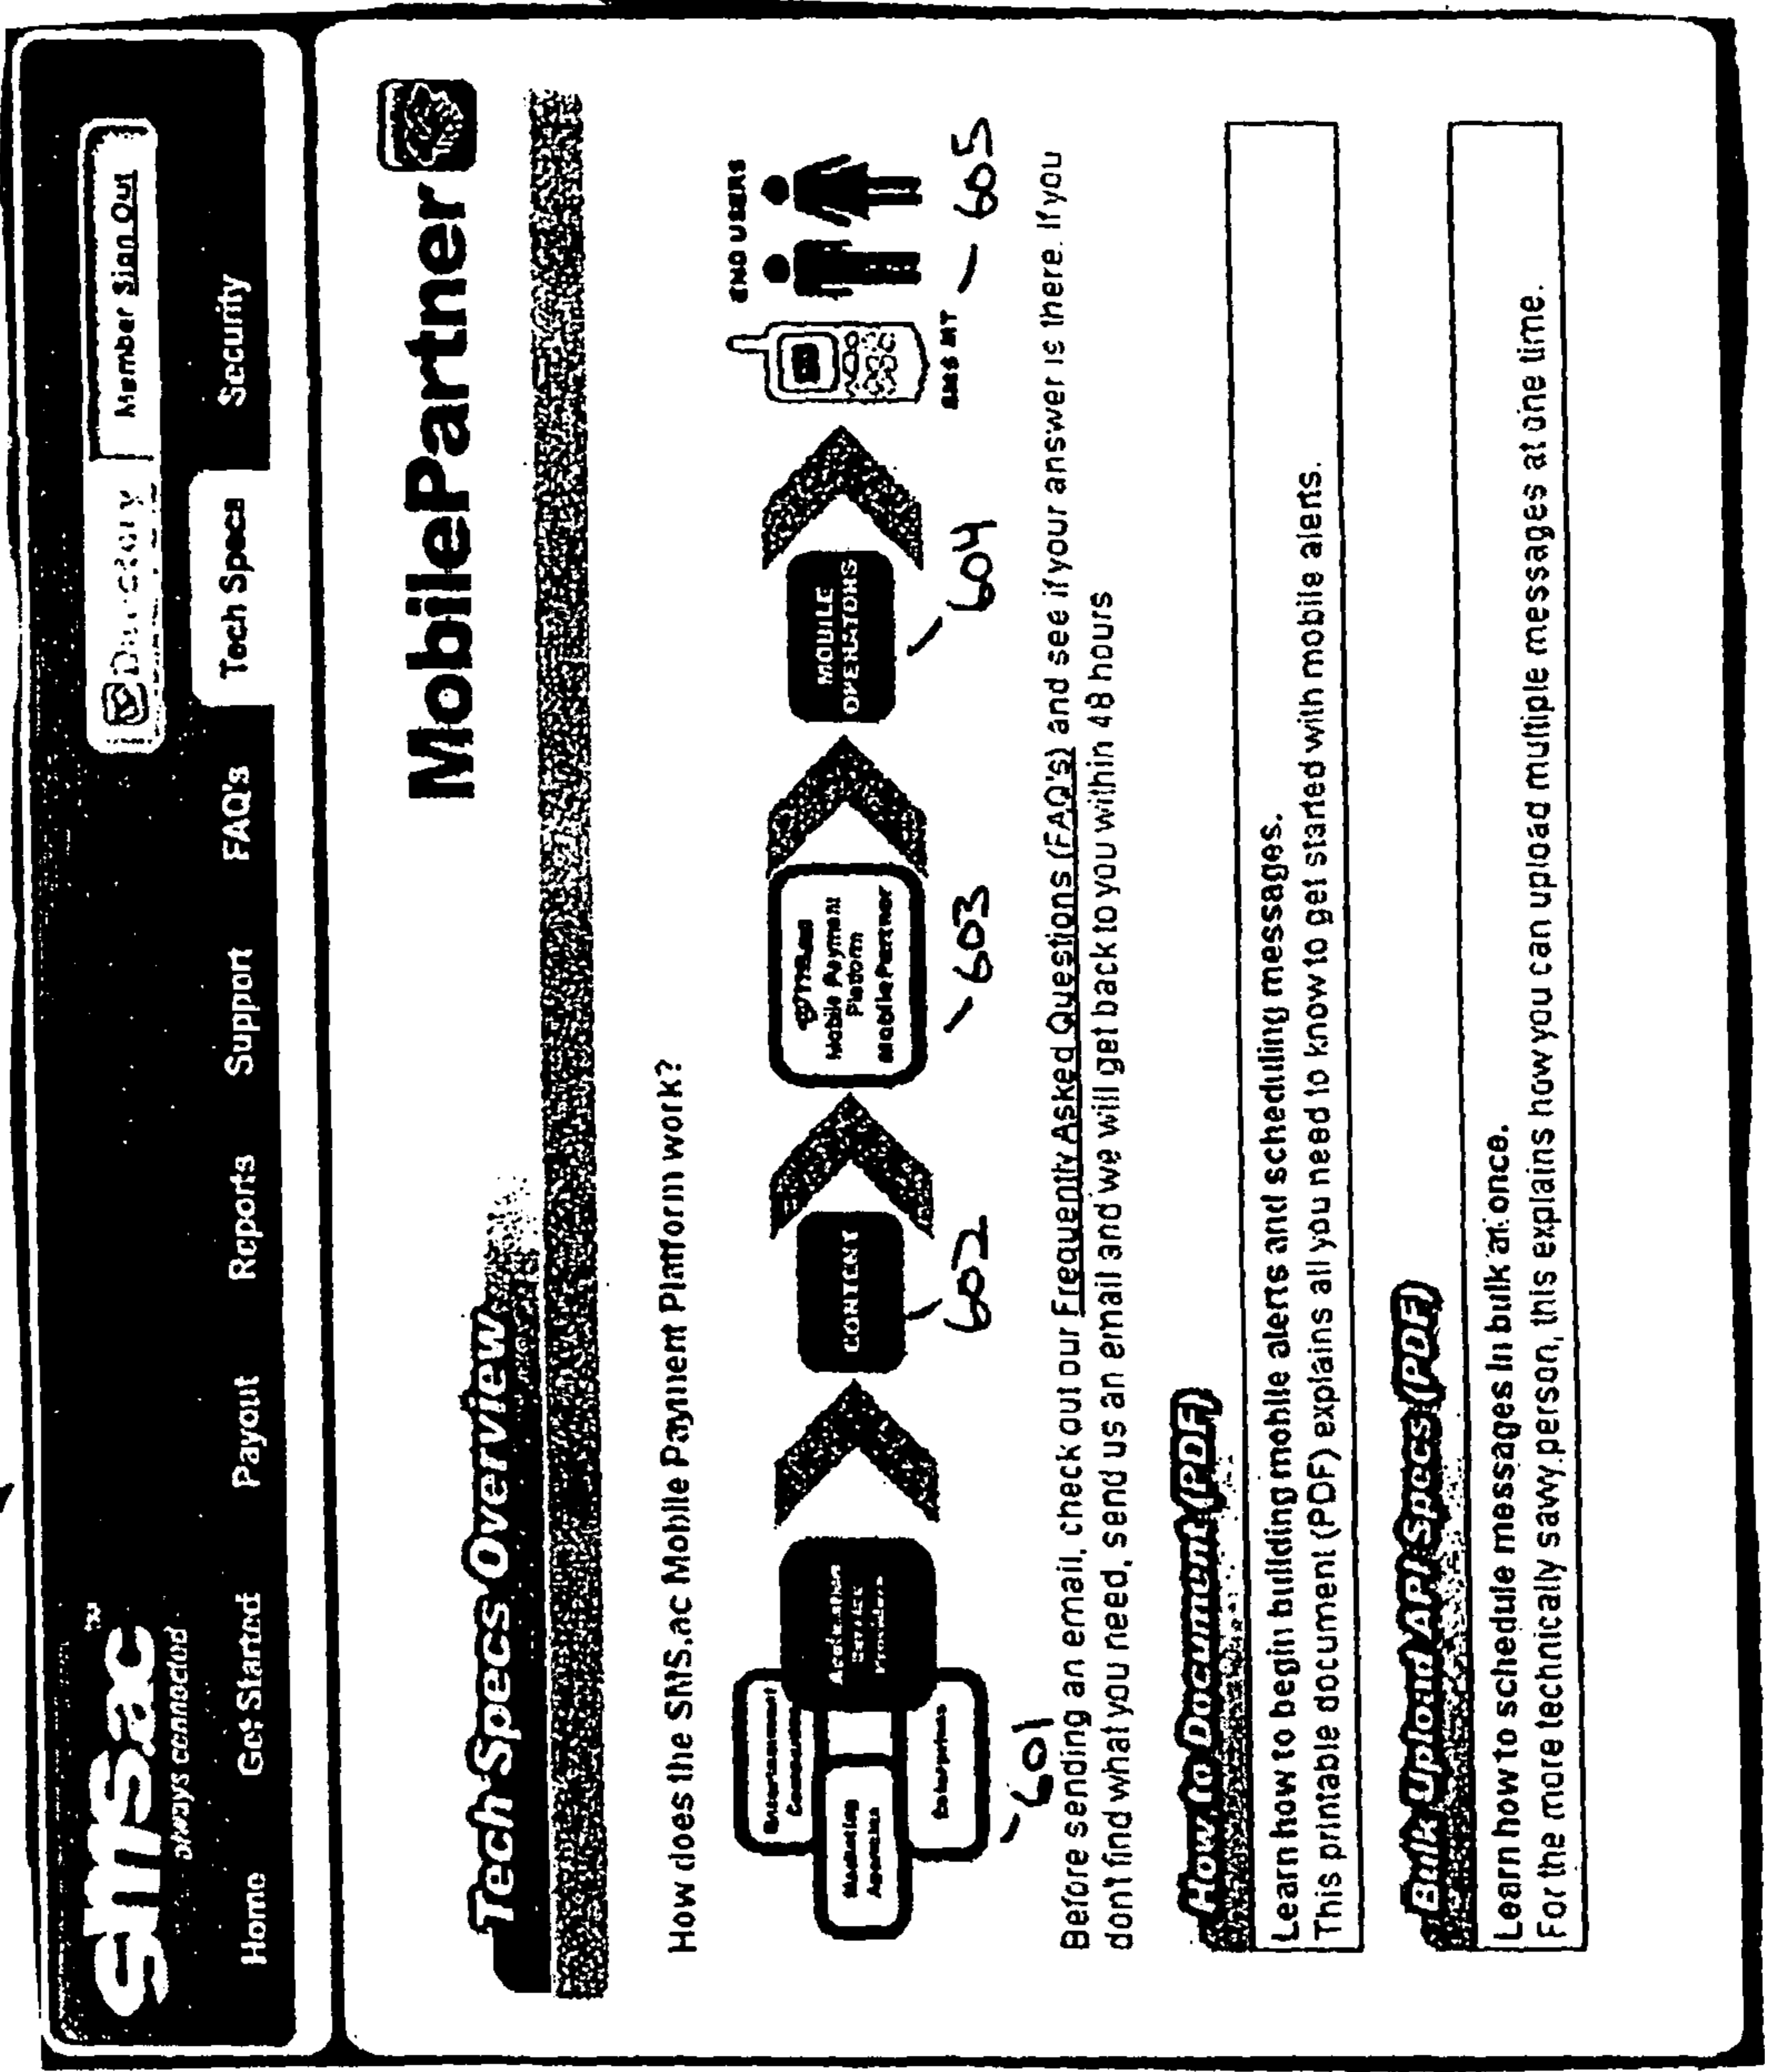 SMS.ac™
always connected
Directory
Member Sign Out
Home
Get Started
Payout
Reports
Support
FAQ's
Tech Specs
Security
MobilePartner
Tech Specs Overview
How does the SMS.ac Mobile Payment Platform work?
Entertainment
Marketing
Agencies
Enterprises
CONTENT
Mobile Payment
Platform
MobilePartner
MOBILE
OPERATORS
SMS MT
END USERS
601
602
603
604
605
Before sending an email, check out our Frequently Asked Questions (FAQ's) and see if your answer is there. If you
don't find what you need, send us an email and we will get back to you within 48 hours
How to Document (PDF)
Learn how to begin building mobile alerts and scheduling messages.
This printable document (PDF) explains all you need to know to get started with mobile alerts.
Bulk Upload API Specs (PDF)
Learn how to schedule messages in bulk at once.
For the more technically savvy person, this explains how you can upload multiple messages at one time.